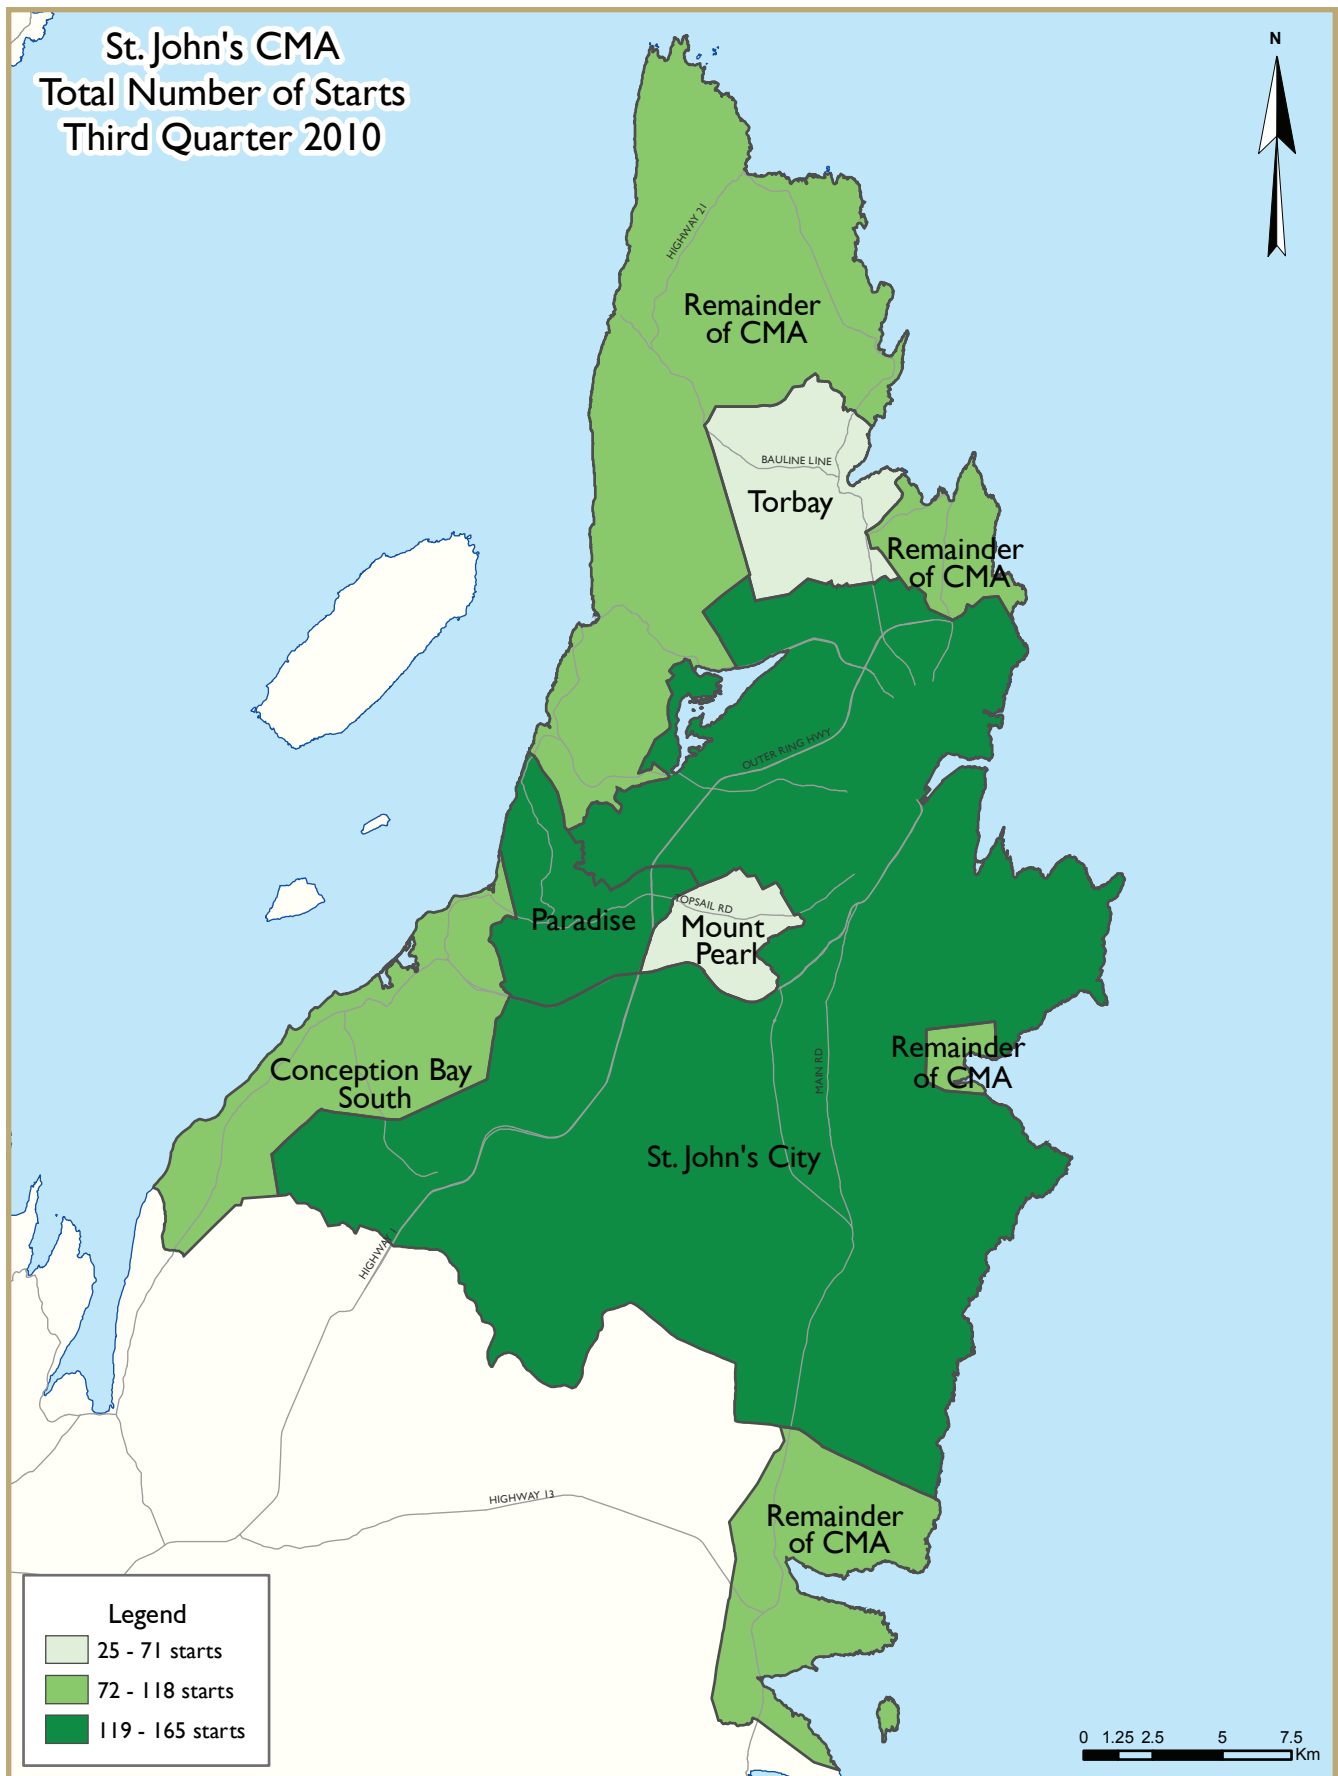 St. John's CMA
Total Number of Starts
Third Quarter 2010
N
HIGHWAY 21
Remainder
of CMA
BAULINE LINE
Torbay
Remainder
of CMA
OUTER RING HWY
TOPSAIL RD
Paradise
Mount
Pearl
Conception Bay
South
MAIN RD
Remainder
of CMA
St. John's City
HIGHWAY 1
HIGHWAY 13
Remainder
of CMA
Legend
25 - 71 starts
72 - 118 starts
119 - 165 starts
0 1.25 2.5 5 7.5
Km